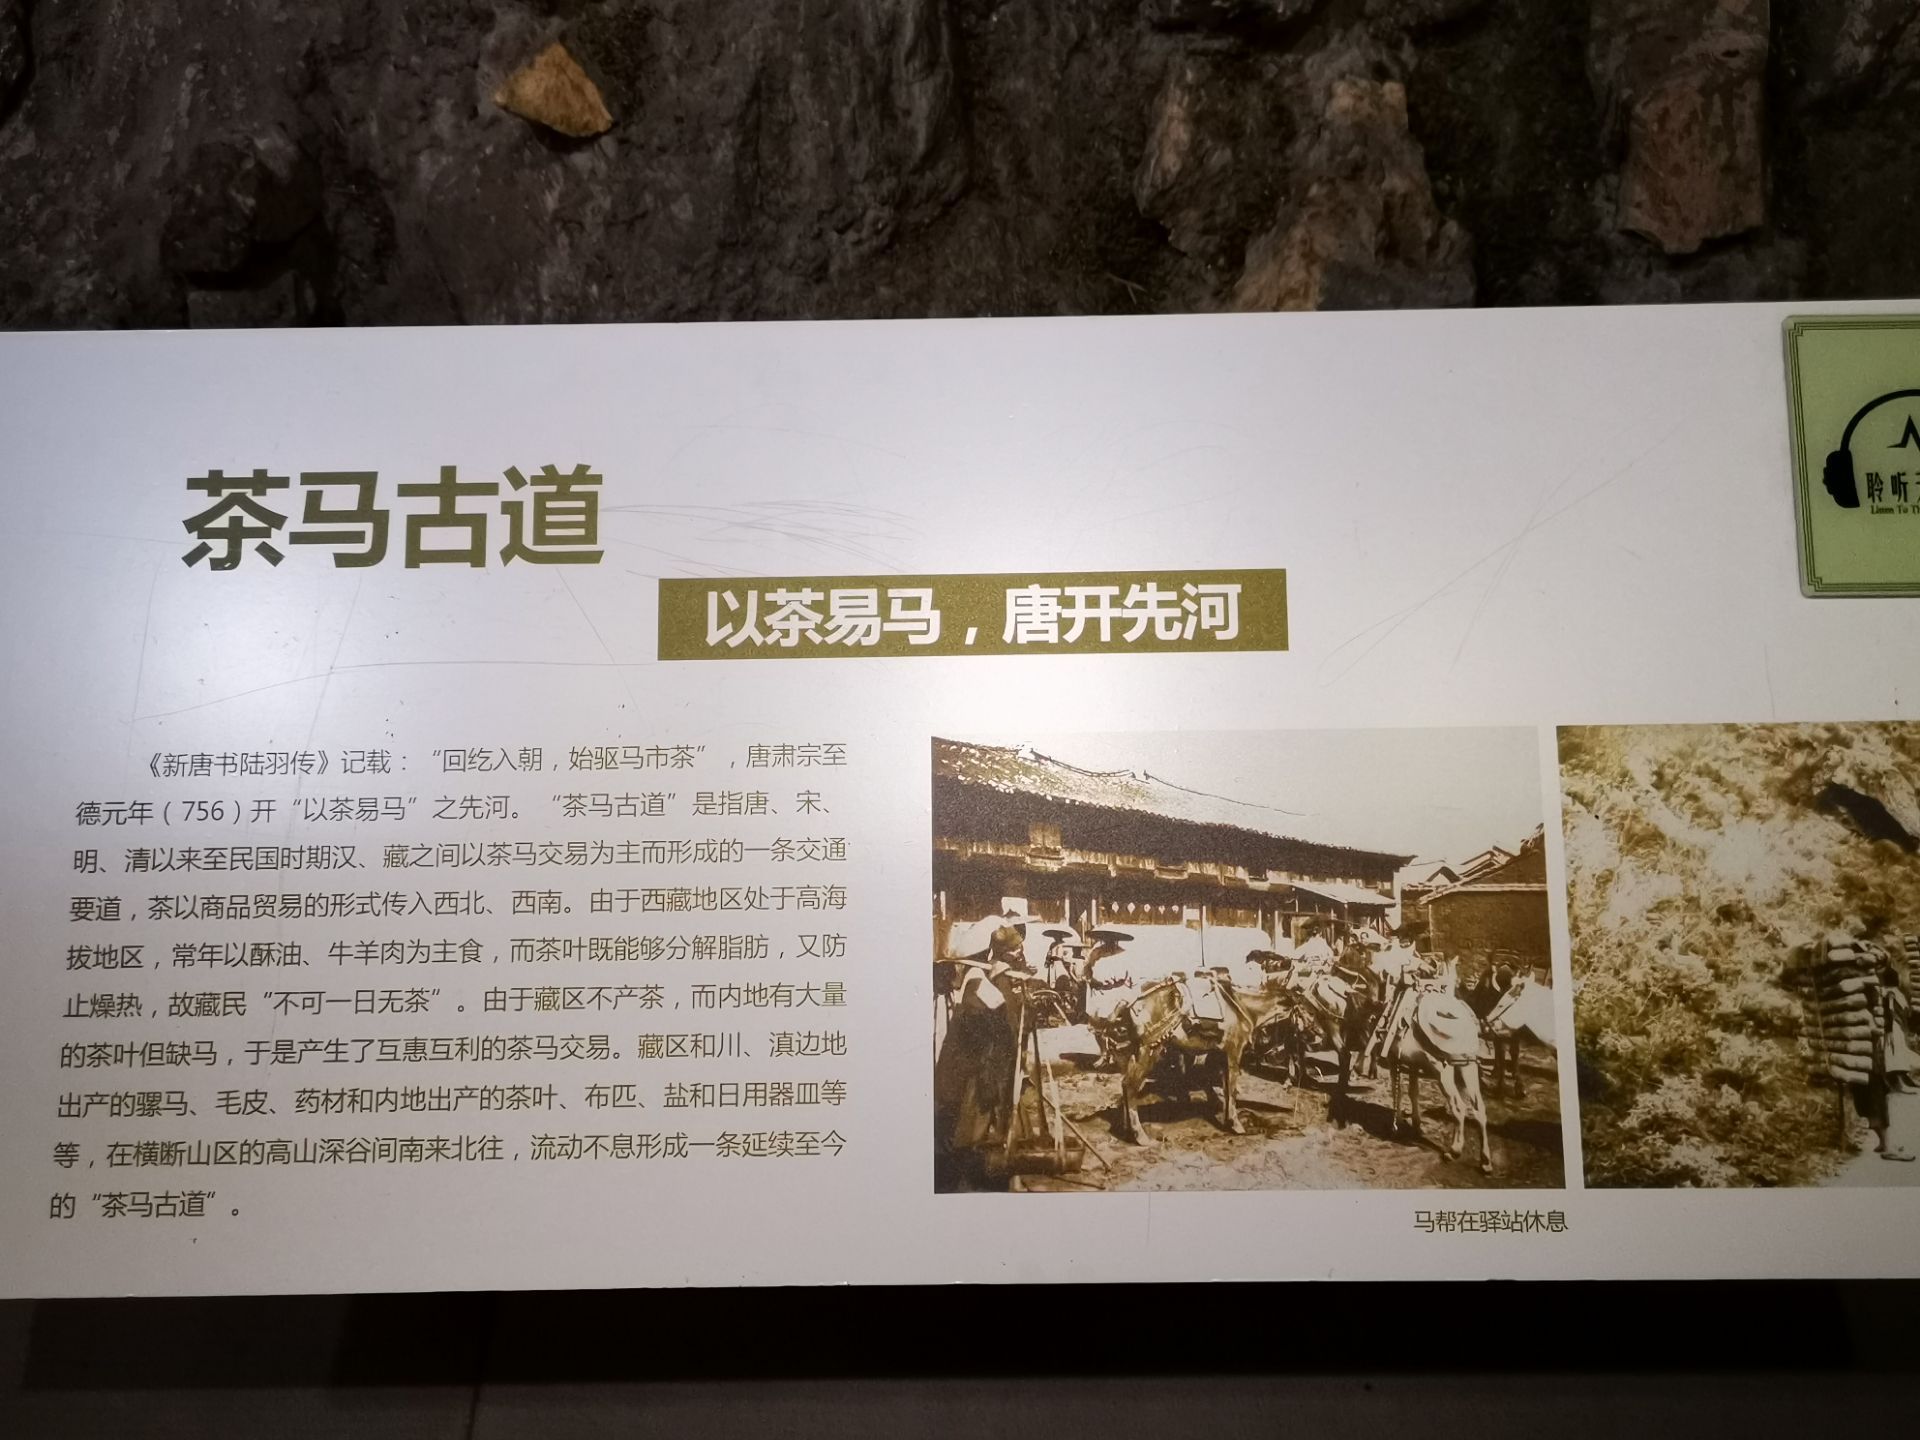 茶马古道
以茶易马，唐开先河
《新唐书陆羽传》记载：“回纥入朝，始驱马市茶”，唐肃宗至
德元年（756）开“以茶易马”之先河。“茶马古道”是指唐、宋、
明、清以来至民国时期汉、藏之间以茶马交易为主而形成的一条交通
要道，茶以商品贸易的形式传入西北、西南。由于西藏地区处于高海
拔地区，常年以酥油、牛羊肉为主食，而茶叶既能够分解脂肪，又防
止燥热，故藏民“不可一日无茶”。由于藏区不产茶，而内地有大量
的茶叶但缺马，于是产生了互惠互利的茶马交易。藏区和川、滇边地
出产的骡马、毛皮、药材和内地出产的茶叶、布匹、盐和日用器皿等
等，在横断山区的高山深谷间南来北往，流动不息形成一条延续至今
的“茶马古道”。
马帮在驿站休息
聆听
Listen To